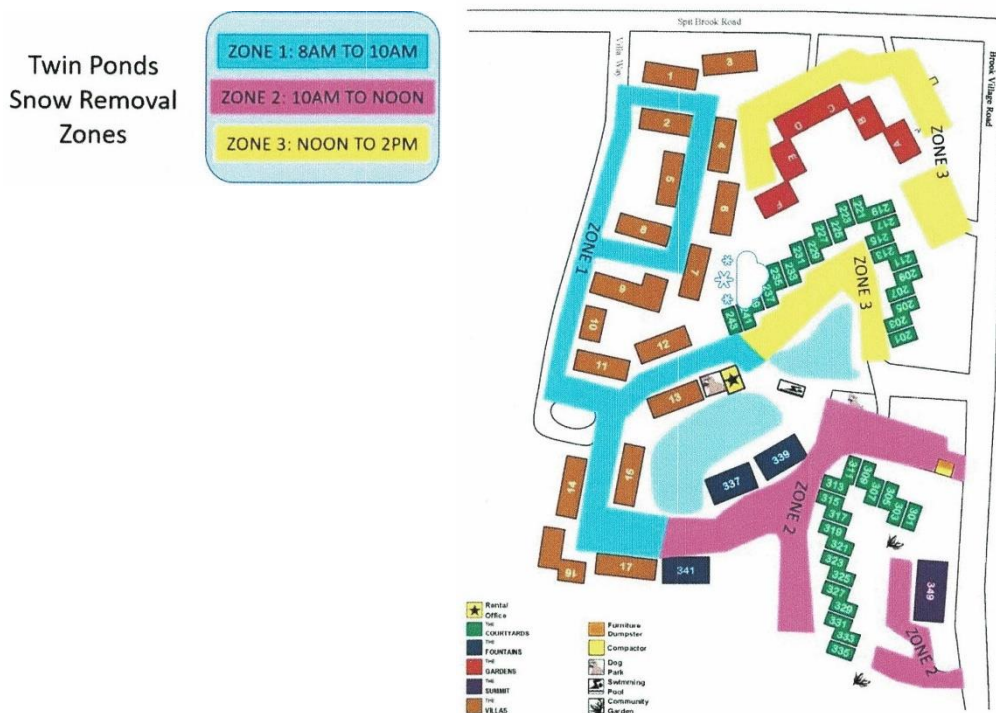 Twin Ponds
Snow Removal
Zones
ZONE 1: 8AM TO 10AM
ZONE 2: 10AM TO NOON
ZONE 3: NOON TO 2PM
Spit Brook Road
Villa Way
Brook Village Road
1
3
2
4
5
6
8
7
9
10
12
11
13
14
15
16
17
A
B
C
D
E
F
ZONE 3
ZONE 1
ZONE 3
219
221
223
225
227
229
231
233
235
237
241
243
217
215
213
211
209
207
205
203
201
337
339
341
ZONE 2
311
309
307
305
303
301
313
315
317
319
321
323
325
327
329
331
333
335
349
ZONE 2
Rental
Office
THE
COURTYARDS
THE
FOUNTAINS
THE
GARDENS
THE
SUMMIT
THE
VILLAS
Furniture
Dumpster
Compactor
Dog
Park
Swimming
Pool
Community
Garden